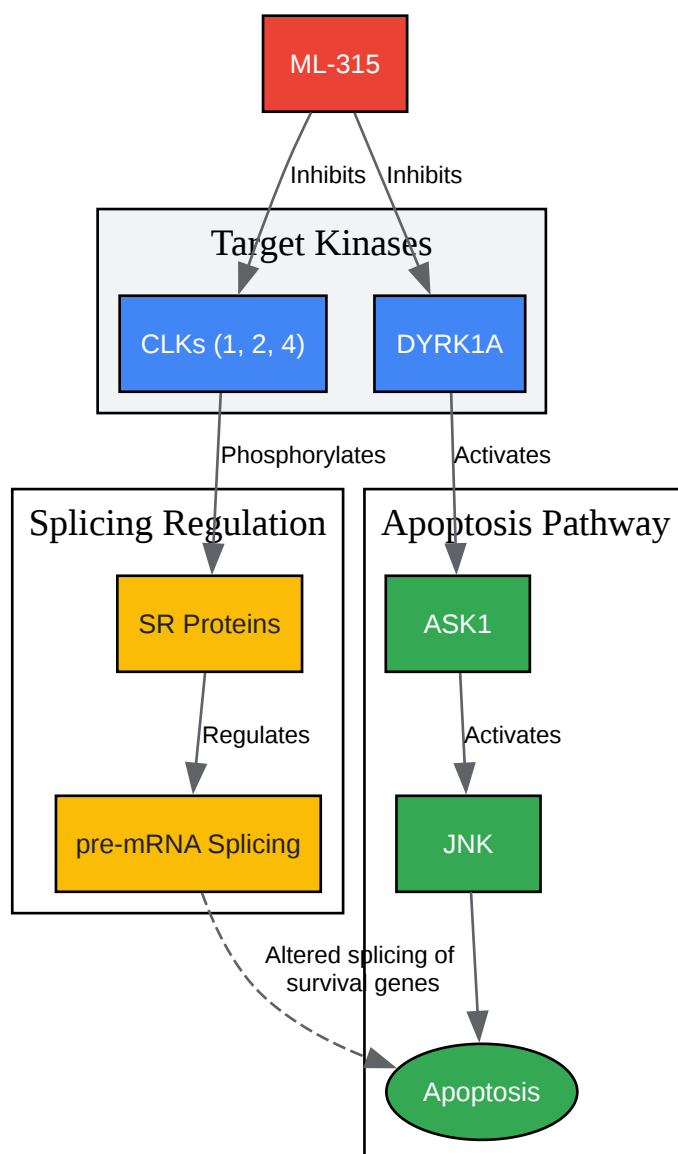 ML-315
Inhibits
Inhibits
Target Kinases
CLKs (1, 2, 4)
DYRK1A
Phosphorylates
Activates
Splicing Regulation
Apoptosis Pathway
SR Proteins
ASK1
Regulates
Activates
pre-mRNA Splicing
JNK
Altered splicing of
survival genes
Apoptosis